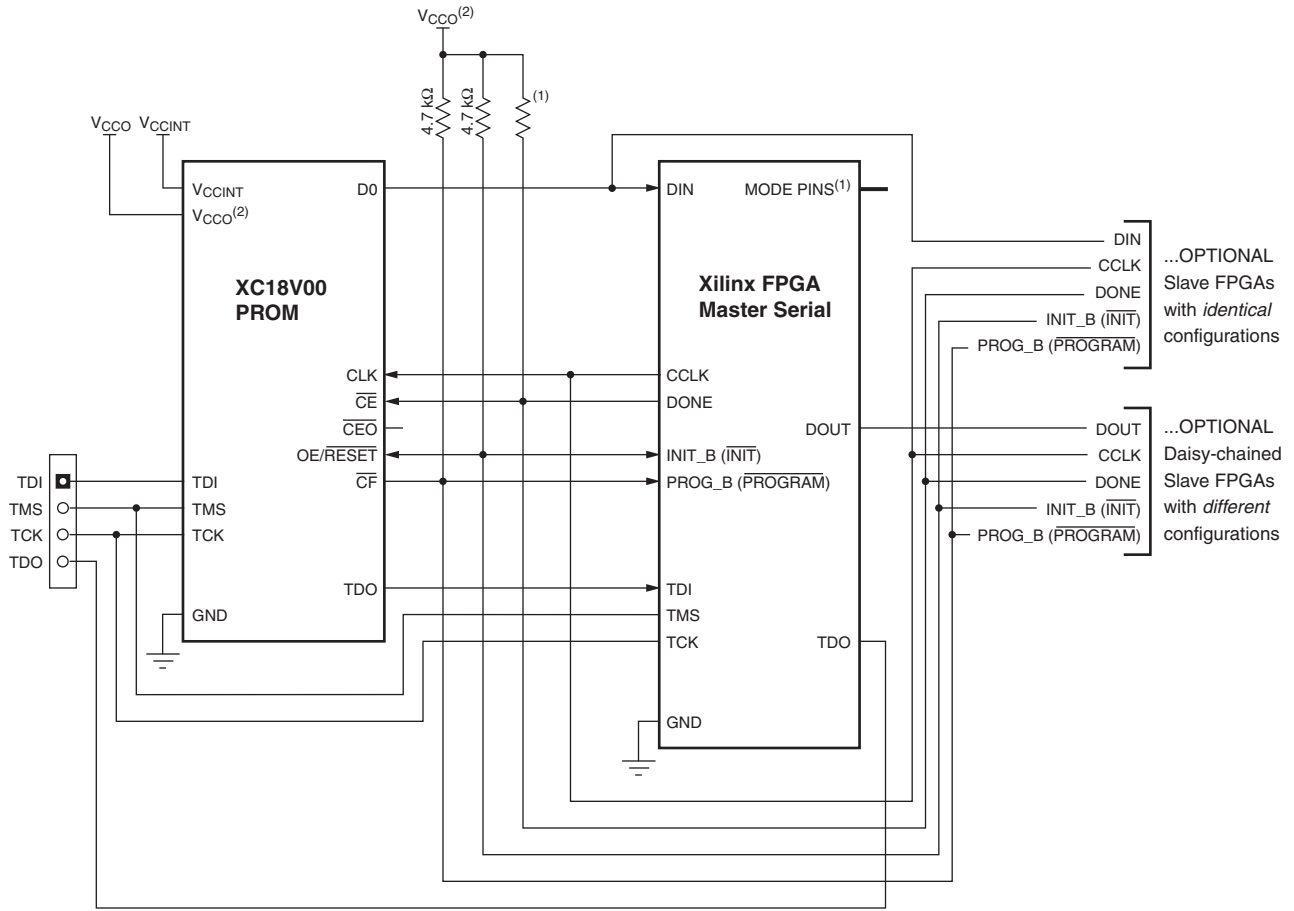 VCCO(2)
4.7 kΩ
4.7 kΩ
(1)
VCCO
VCCINT
VCCINT
VCCO(2)
D0
XC18V00
PROM
CLK
CE
CEO
OE/RESET
CF
TDI
TMS
TCK
TDO
GND
TDI
TMS
TCK
TDO
DIN
MODE PINS(1)
Xilinx FPGA
Master Serial
CCLK
DONE
DOUT
INIT_B (INIT)
PROG_B (PROGRAM)
TDI
TMS
TCK
TDO
GND
DIN
CCLK
DONE
INIT_B (INIT)
PROG_B (PROGRAM)
...OPTIONAL
Slave FPGAs
with identical
configurations
DOUT
CCLK
DONE
INIT_B (INIT)
PROG_B (PROGRAM)
...OPTIONAL
Daisy-chained
Slave FPGAs
with different
configurations